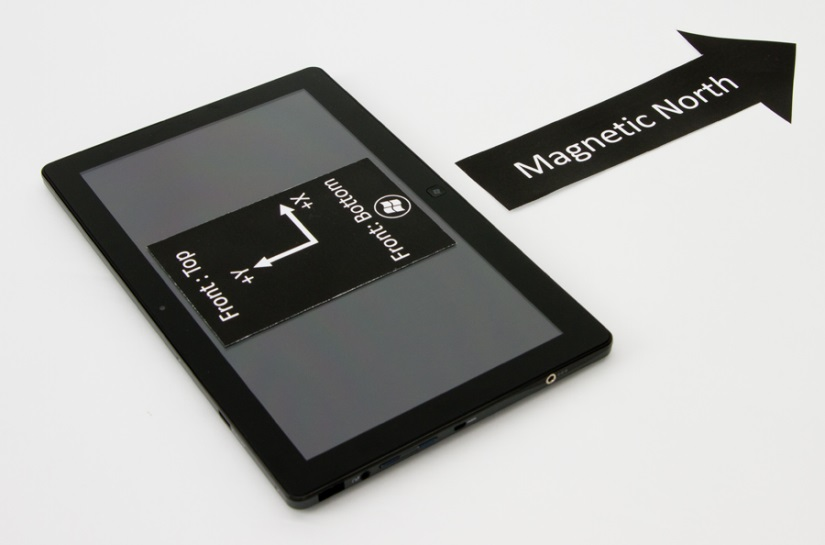 Magnetic North
Front: Top
+Y
+X
Front: Bottom